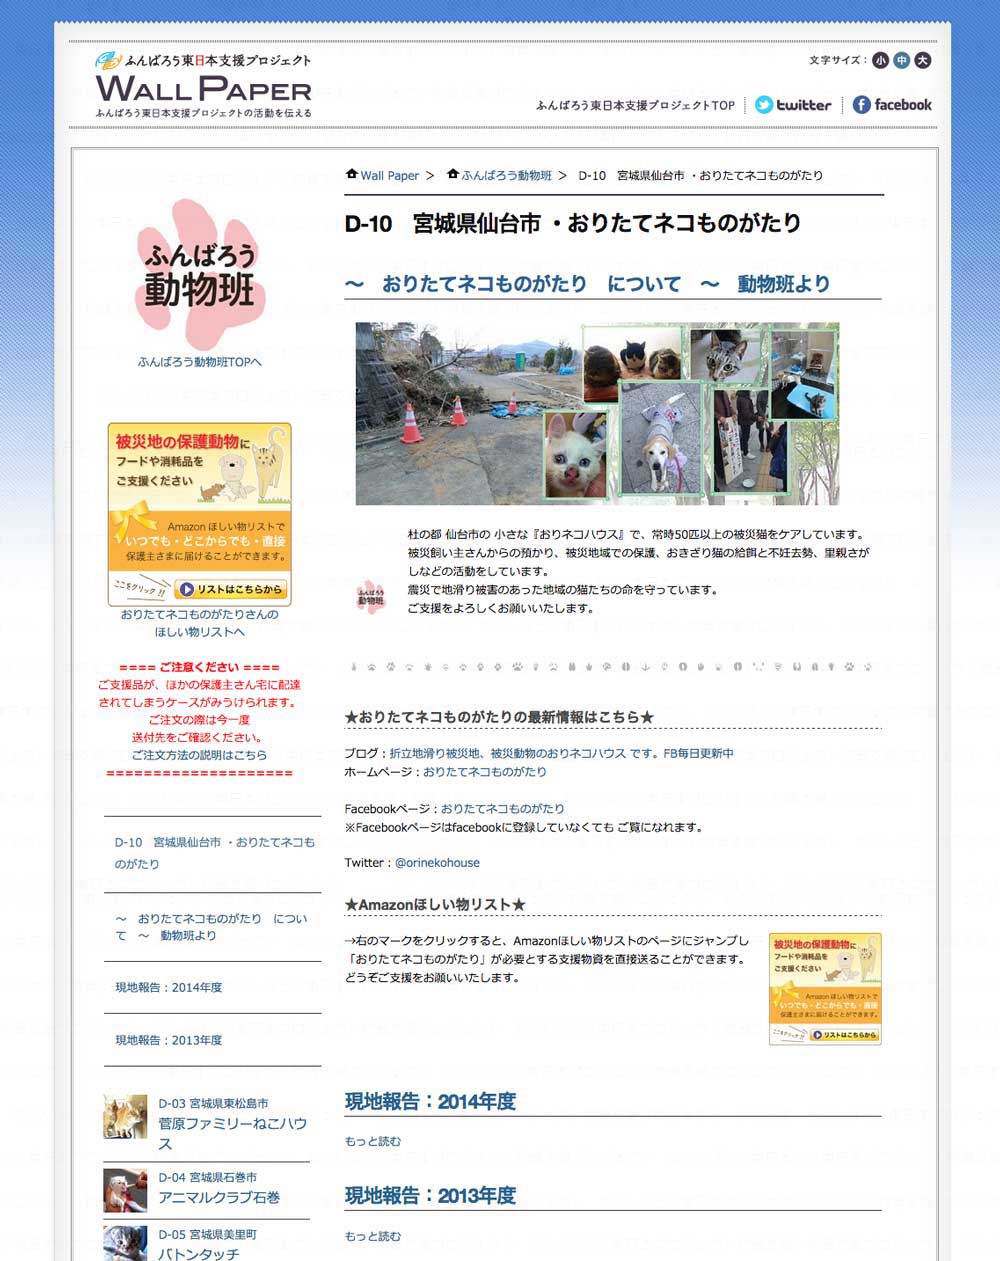 ふんばろう東日本支援プロジェクト
WALL PAPER
ふんばろう東日本支援プロジェクトの活動を伝える
文字サイズ： 小 中 大
ふんばろう東日本支援プロジェクトTOP twitter facebook
ふんばろう
動物班
ふんばろう動物班TOPへ
被災地の保護動物に
フードや消耗品を
ご支援ください
Amazon ほしい物リストで
いつでも・どこからでも・直接
保護主さまに届けることができます。
ここをクリック!!
リストはこちらから
おりたてネコものがたりさんの
ほしい物リストへ
==== ご注意ください ====
ご支援品が、ほかの保護主さん宅に配達
されてしまうケースがみうけられます。
ご注文の際は今一度
送付先をご確認ください。
ご注文方法の説明はこちら
====================
D-10　宮城県仙台市 ・おりたてネコも
のがたり
～　おりたてネコものがたり　につい
て　～　動物班より
現地報告：2014年度
現地報告：2013年度
D-03 宮城県東松島市
菅原ファミリーねこハウ
ス
D-04 宮城県石巻市
アニマルクラブ石巻
D-05 宮城県美里町
バトンタッチ
Wall Paper > ふんばろう動物班 > D-10　宮城県仙台市 ・おりたてネコものがたり
D-10　宮城県仙台市 ・おりたてネコものがたり
～　おりたてネコものがたり　について　～　動物班より
杜の都 仙台市の 小さな『おりネコハウス』で、常時50匹以上の被災猫をケアしています。
被災飼い主さんからの預かり、被災地域での保護、おきざり猫の給餌と不妊去勢、里親さが
しなどの活動をしています。
震災で地滑り被害のあった地域の猫たちの命を守っています。
ご支援をよろしくお願いいたします。
ふんばろう
動物班
★おりたてネコものがたりの最新情報はこちら★
ブログ：折立地滑り被災地、被災動物のおりネコハウス です。FB毎日更新中
ホームページ：おりたてネコものがたり
Facebookページ：おりたてネコものがたり
※Facebookページはfacebookに登録していなくても ご覧になれます。
Twitter：@orinekohouse
★Amazonほしい物リスト★
→右のマークをクリックすると、Amazonほしい物リストのページにジャンプし
「おりたてネコものがたり」が必要とする支援物資を直接送ることができます。
どうぞご支援をお願いいたします。
被災地の保護動物に
フードや消耗品を
ご支援ください
Amazon ほしい物リストで
いつでも・どこからでも・直接
保護主さまに届けることができます。
ここをクリック!!
リストはこちらから
現地報告：2014年度
もっと読む
現地報告：2013年度
もっと読む